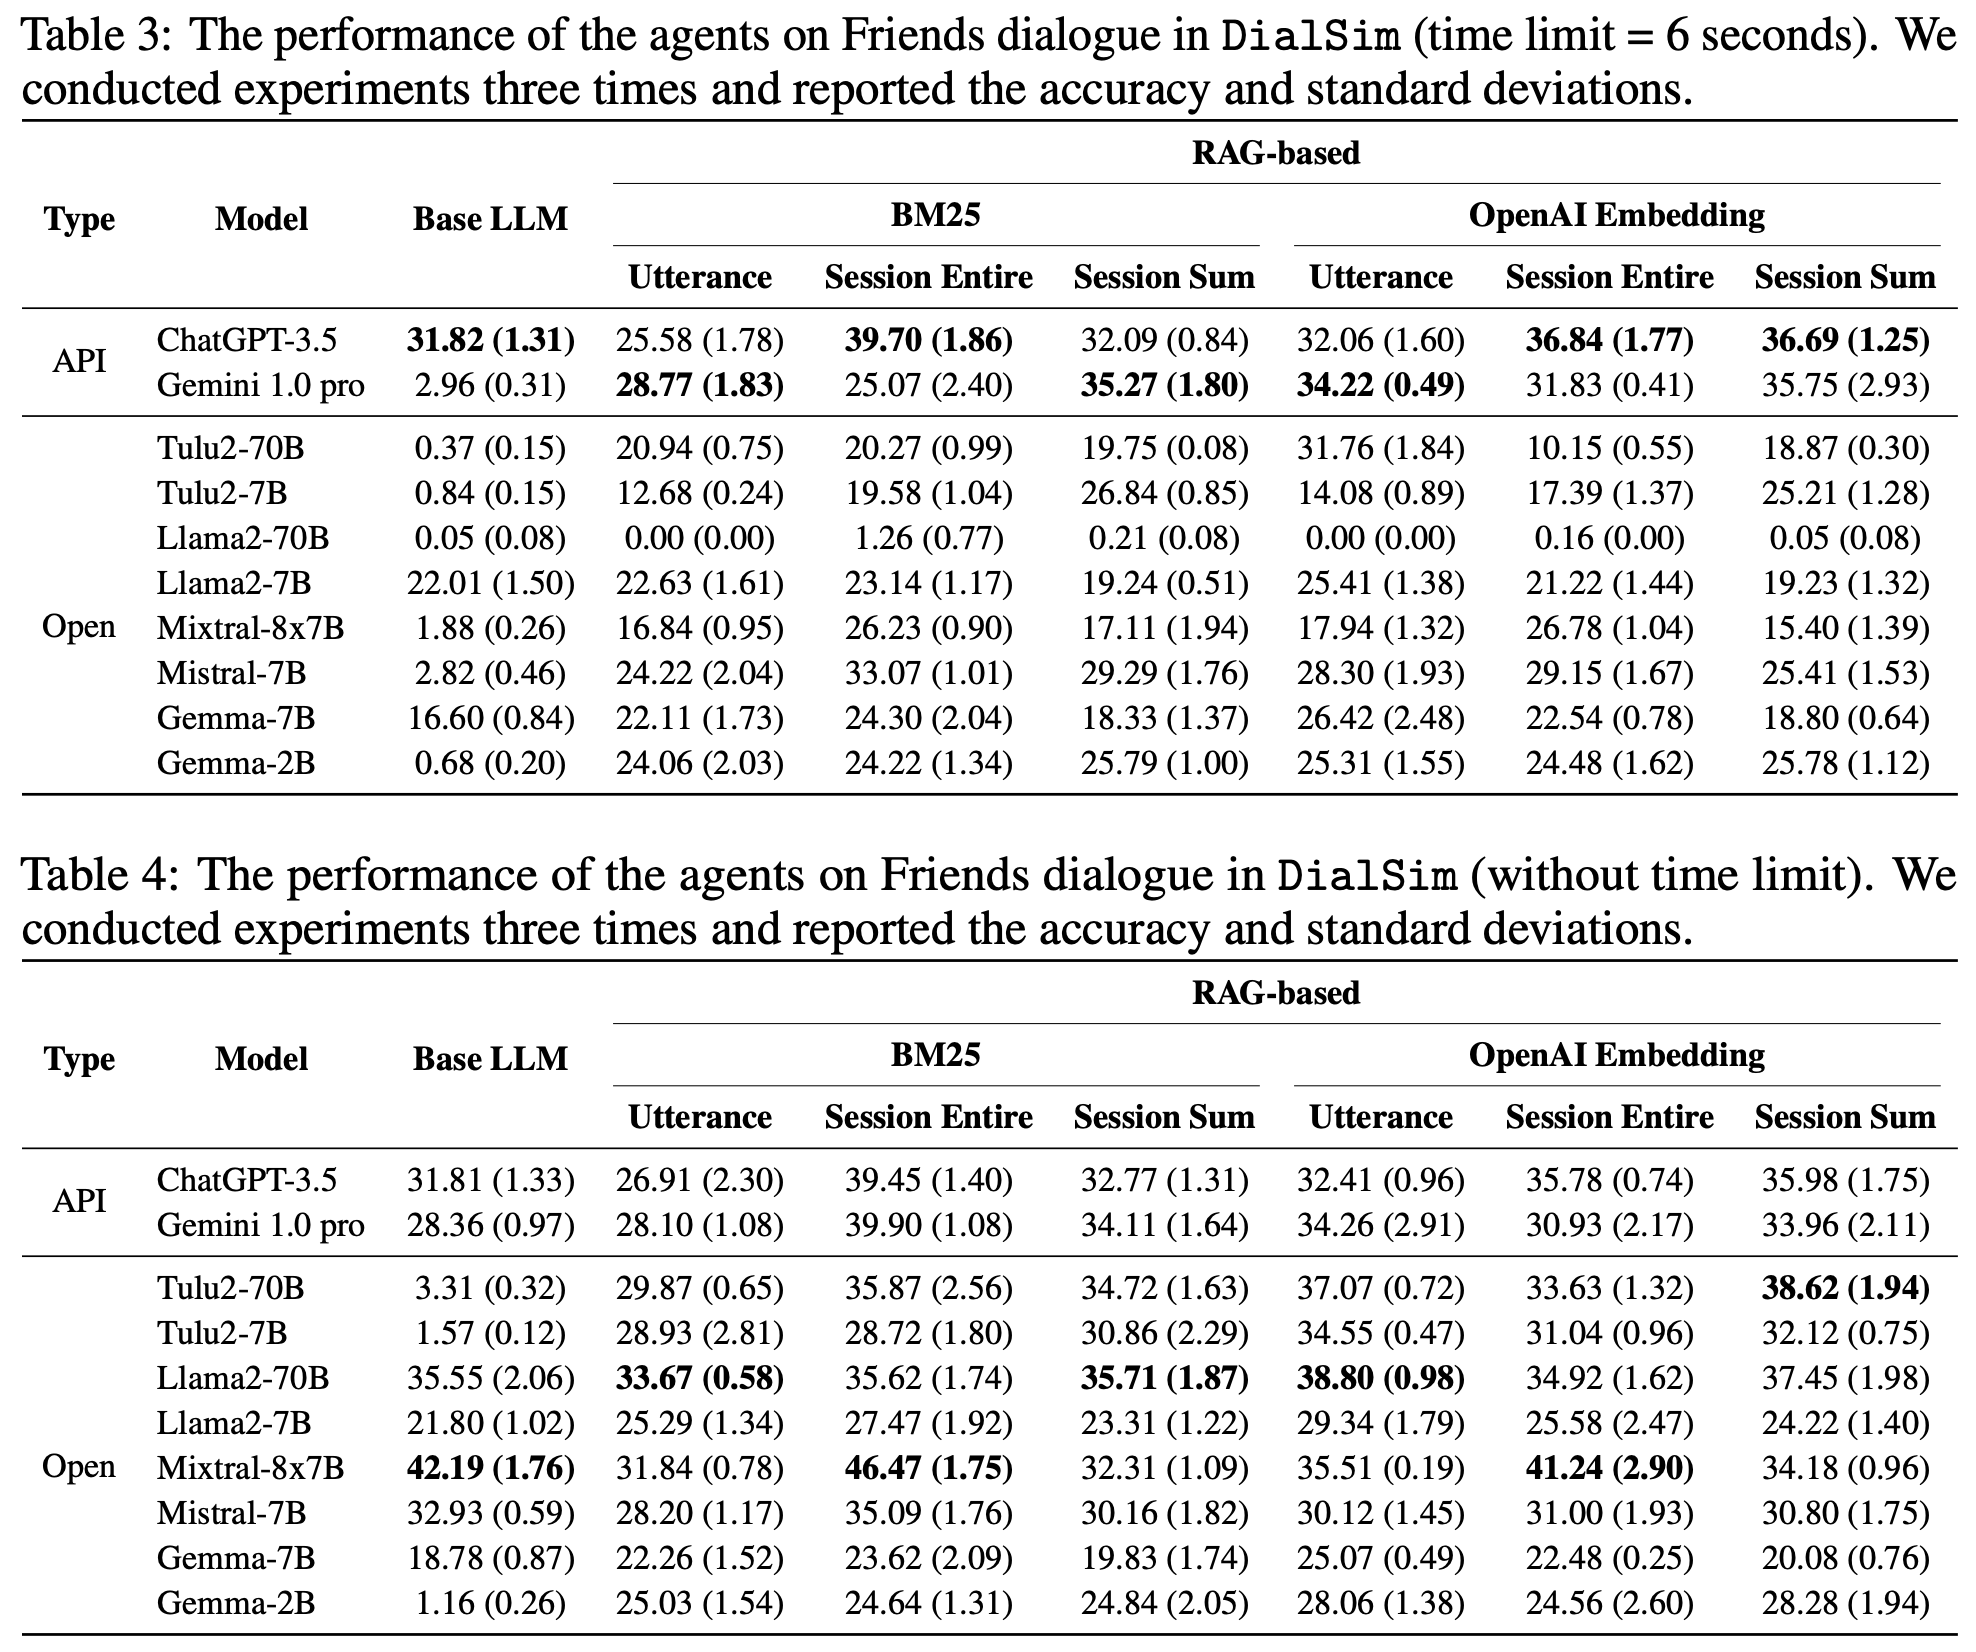 Table 3: The performance of the agents on Friends dialogue in DialSim (time limit = 6 seconds). We
conducted experiments three times and reported the accuracy and standard deviations.
RAG-based
Type Model Base LLM BM25 OpenAI Embedding
Utterance Session Entire Session Sum Utterance Session Entire Session Sum
API
ChatGPT-3.5 31.82 (1.31) 25.58 (1.78) 39.70 (1.86) 32.09 (0.84) 32.06 (1.60) 36.84 (1.77) 36.69 (1.25)
Gemini 1.0 pro 2.96 (0.31) 28.77 (1.83) 25.07 (2.40) 35.27 (1.80) 34.22 (0.49) 31.83 (0.41) 35.75 (2.93)
Open
Tulu2-70B 0.37 (0.15) 20.94 (0.75) 20.27 (0.99) 19.75 (0.08) 31.76 (1.84) 10.15 (0.55) 18.87 (0.30)
Tulu2-7B 0.84 (0.15) 12.68 (0.24) 19.58 (1.04) 26.84 (0.85) 14.08 (0.89) 17.39 (1.37) 25.21 (1.28)
Llama2-70B 0.05 (0.08) 0.00 (0.00) 1.26 (0.77) 0.21 (0.08) 0.00 (0.00) 0.16 (0.00) 0.05 (0.08)
Llama2-7B 22.01 (1.50) 22.63 (1.61) 23.14 (1.17) 19.24 (0.51) 25.41 (1.38) 21.22 (1.44) 19.23 (1.32)
Mixtral-8x7B 1.88 (0.26) 16.84 (0.95) 26.23 (0.90) 17.11 (1.94) 17.94 (1.32) 26.78 (1.04) 15.40 (1.39)
Mistral-7B 2.82 (0.46) 24.22 (2.04) 33.07 (1.01) 29.29 (1.76) 28.30 (1.93) 29.15 (1.67) 25.41 (1.53)
Gemma-7B 16.60 (0.84) 22.11 (1.73) 24.30 (2.04) 18.33 (1.37) 26.42 (2.48) 22.54 (0.78) 18.80 (0.64)
Gemma-2B 0.68 (0.20) 24.06 (2.03) 24.22 (1.34) 25.79 (1.00) 25.31 (1.55) 24.48 (1.62) 25.78 (1.12)
Table 4: The performance of the agents on Friends dialogue in DialSim (without time limit). We
conducted experiments three times and reported the accuracy and standard deviations.
RAG-based
Type Model Base LLM BM25 OpenAI Embedding
Utterance Session Entire Session Sum Utterance Session Entire Session Sum
API
ChatGPT-3.5 31.81 (1.33) 26.91 (2.30) 39.45 (1.40) 32.77 (1.31) 32.41 (0.96) 35.78 (0.74) 35.98 (1.75)
Gemini 1.0 pro 28.36 (0.97) 28.10 (1.08) 39.90 (1.08) 34.11 (1.64) 34.26 (2.91) 30.93 (2.17) 33.96 (2.11)
Open
Tulu2-70B 3.31 (0.32) 29.87 (0.65) 35.87 (2.56) 34.72 (1.63) 37.07 (0.72) 33.63 (1.32) 38.62 (1.94)
Tulu2-7B 1.57 (0.12) 28.93 (2.81) 28.72 (1.80) 30.86 (2.29) 34.55 (0.47) 31.04 (0.96) 32.12 (0.75)
Llama2-70B 35.55 (2.06) 33.67 (0.58) 35.62 (1.74) 35.71 (1.87) 38.80 (0.98) 34.92 (1.62) 37.45 (1.98)
Llama2-7B 21.80 (1.02) 25.29 (1.34) 27.47 (1.92) 23.31 (1.22) 29.34 (1.79) 25.58 (2.47) 24.22 (1.40)
Mixtral-8x7B 42.19 (1.76) 31.84 (0.78) 46.47 (1.75) 32.31 (1.09) 35.51 (0.19) 41.24 (2.90) 34.18 (0.96)
Mistral-7B 32.93 (0.59) 28.20 (1.17) 35.09 (1.76) 30.16 (1.82) 30.12 (1.45) 31.00 (1.93) 30.80 (1.75)
Gemma-7B 18.78 (0.87) 22.26 (1.52) 23.62 (2.09) 19.83 (1.74) 25.07 (0.49) 22.48 (0.25) 20.08 (0.76)
Gemma-2B 1.16 (0.26) 25.03 (1.54) 24.64 (1.31) 24.84 (2.05) 28.06 (1.38) 24.56 (2.60) 28.28 (1.94)